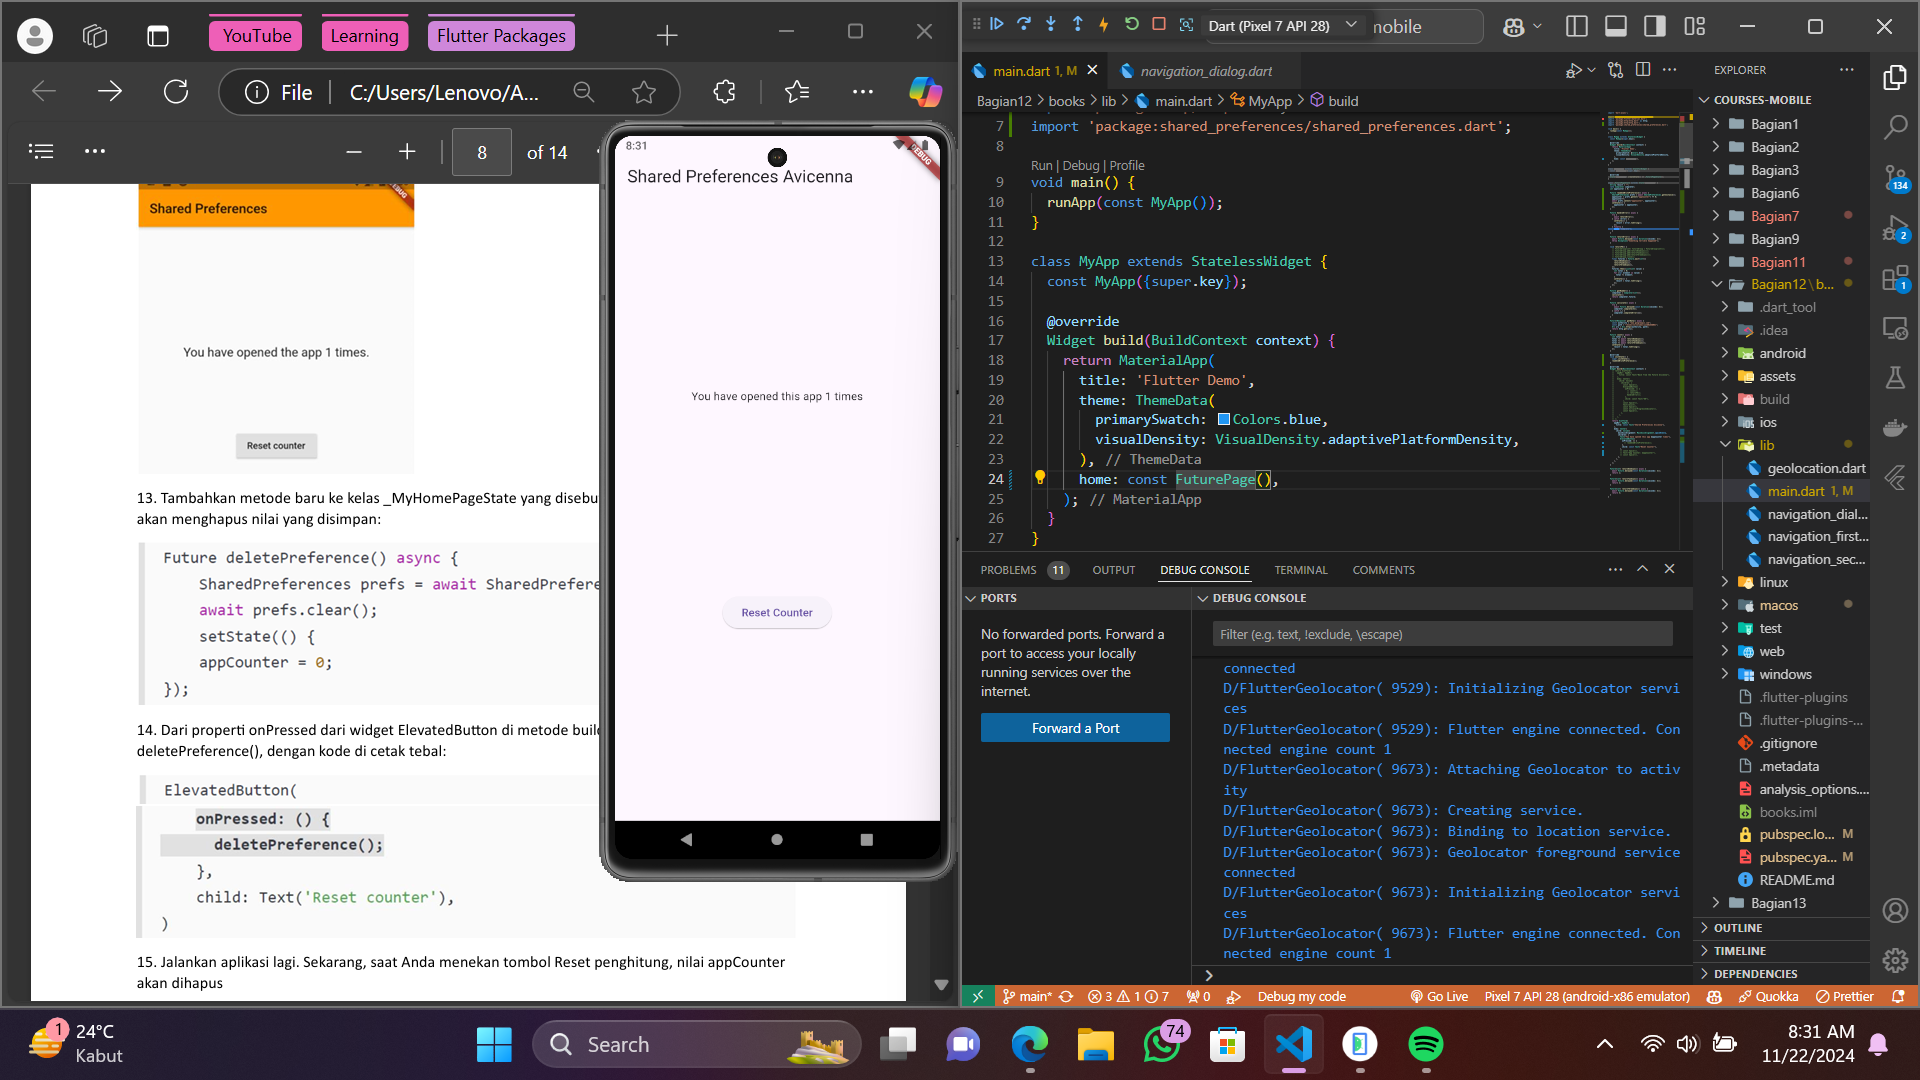 YouTube
Learning
Flutter Packages
File
C:/Users/Lenovo/A...
8
of 14
Shared Preferences
You have opened the app 1 times.
Reset counter
13. Tambahkan metode baru ke kelas _MyHomePageState yang disebu
akan menghapus nilai yang disimpan:
Future deletePreference() async {
SharedPreferences prefs = await SharedPrefere
await prefs.clear();
setState(() {
appCounter = 0;
});
14. Dari properti onPressed dari widget ElevatedButton di metode build
deletePreference(), dengan kode di cetak tebal:
ElevatedButton(
onPressed: () {
deletePreference();
},
child: Text('Reset counter'),
)
15. Jalankan aplikasi lagi. Sekarang, saat Anda menekan tombol Reset penghitung, nilai appCounter
akan dihapus
8:31
DEBUG
Shared Preferences Avicenna
You have opened this app 1 times
Reset Counter
Dart (Pixel 7 API 28)
mobile
main.dart 1, M
navigation_dialog.dart
Bagian12 > books > lib > main.dart > MyApp > build
7 import 'package:shared_preferences/shared_preferences.dart';
8
Run | Debug | Profile
9 void main() {
10 runApp(const MyApp());
11 }
12
13 class MyApp extends StatelessWidget {
14 const MyApp({super.key});
15
16 @override
17 Widget build(BuildContext context) {
18 return MaterialApp(
19 title: 'Flutter Demo',
20 theme: ThemeData(
21 primarySwatch: Colors.blue,
22 visualDensity: VisualDensity.adaptivePlatformDensity,
23 ), // ThemeData
24 home: const FuturePage(),
25 ); // MaterialApp
26 }
27 }
PROBLEMS 11 OUTPUT DEBUG CONSOLE TERMINAL COMMENTS
PORTS
No forwarded ports. Forward a
port to access your locally
running services over the
internet.
Forward a Port
DEBUG CONSOLE
Filter (e.g. text, !exclude, \escape)
connected
D/FlutterGeolocator( 9529): Initializing Geolocator servi
ces
D/FlutterGeolocator( 9529): Flutter engine connected. Con
nected engine count 1
D/FlutterGeolocator( 9673): Attaching Geolocator to activ
ity
D/FlutterGeolocator( 9673): Creating service.
D/FlutterGeolocator( 9673): Binding to location service.
D/FlutterGeolocator( 9673): Geolocator foreground service
connected
D/FlutterGeolocator( 9673): Initializing Geolocator servi
ces
D/FlutterGeolocator( 9673): Flutter engine connected. Con
nected engine count 1
EXPLORER
COURSES-MOBILE
Bagian1
Bagian2
Bagian3
Bagian6
Bagian7
Bagian9
Bagian11
Bagian12 \ b...
.dart_tool
.idea
android
assets
build
ios
lib
geolocation.dart
main.dart 1, M
navigation_dial...
navigation_first...
navigation_sec...
linux
macos
test
web
windows
.flutter-plugins
.flutter-plugins-...
.gitignore
.metadata
analysis_options....
books.iml
pubspec.lo... M
pubspec.ya... M
README.md
Bagian13
OUTLINE
TIMELINE
DEPENDENCIES
134
2
1
main* 3 1 7 0 Debug my code
Go Live Pixel 7 API 28 (android-x86 emulator) Quokka Prettier
1
24°C
Kabut
Search
74
8:31 AM
11/22/2024